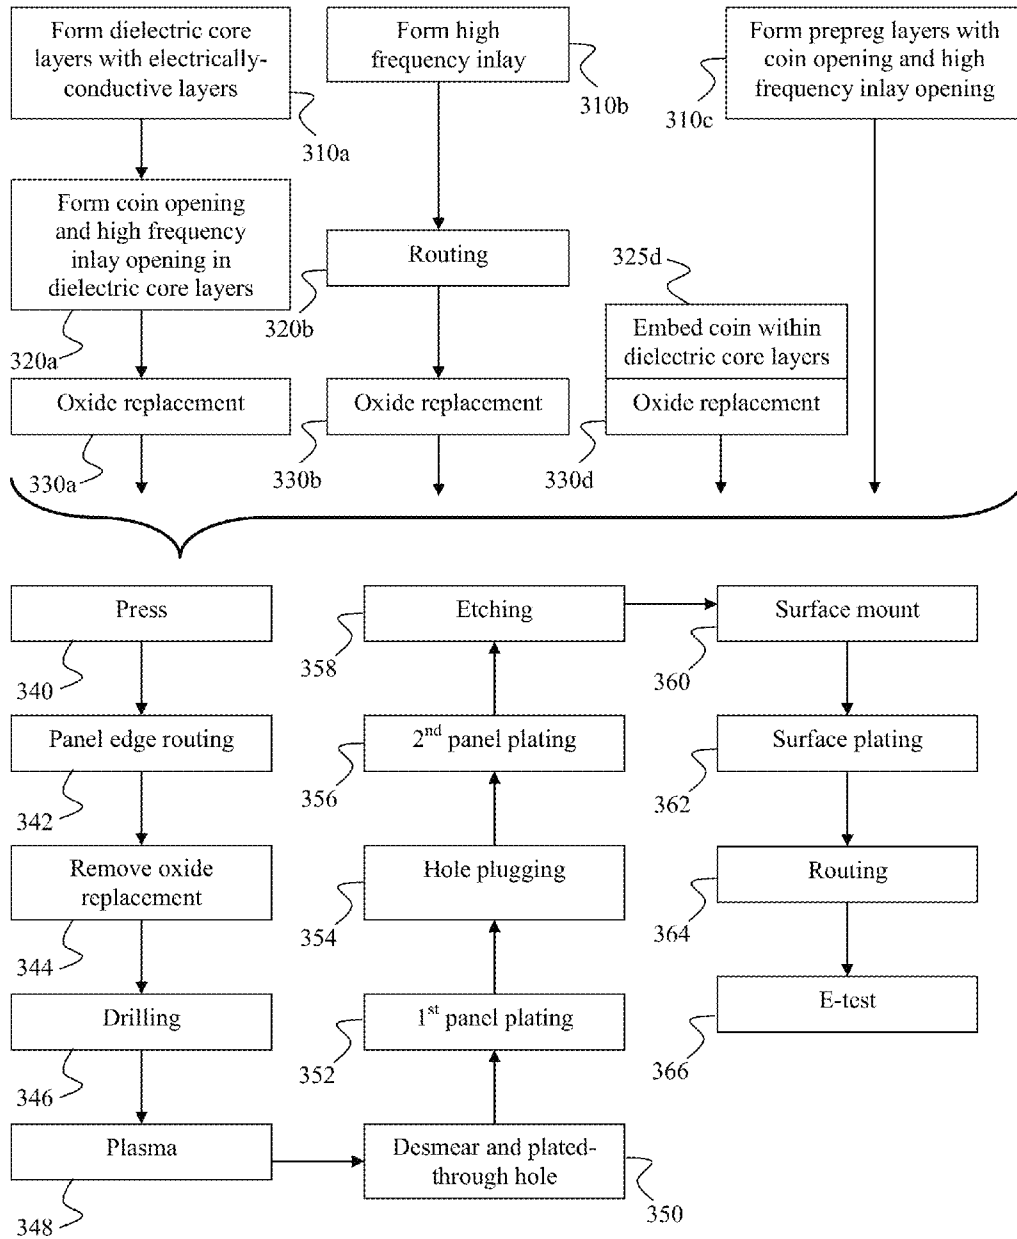 Form dielectric core
layers with electrically-
conductive layers
310a
Form high
frequency inlay
310b
Form prepreg layers with
coin opening and high
frequency inlay opening
310c
Form coin opening
and high frequency
inlay opening in
dielectric core layers
320a
Routing
320b
325d
Embed coin within
dielectric core layers
Oxide replacement
330a
Oxide replacement
330b
Oxide replacement
330d
Press
340
Panel edge routing
342
Remove oxide
replacement
344
Drilling
346
Plasma
348
Desmear and plated-
through hole
350
1st panel plating
352
Hole plugging
354
2nd panel plating
356
Etching
358
Surface mount
360
Surface plating
362
Routing
364
E-test
366